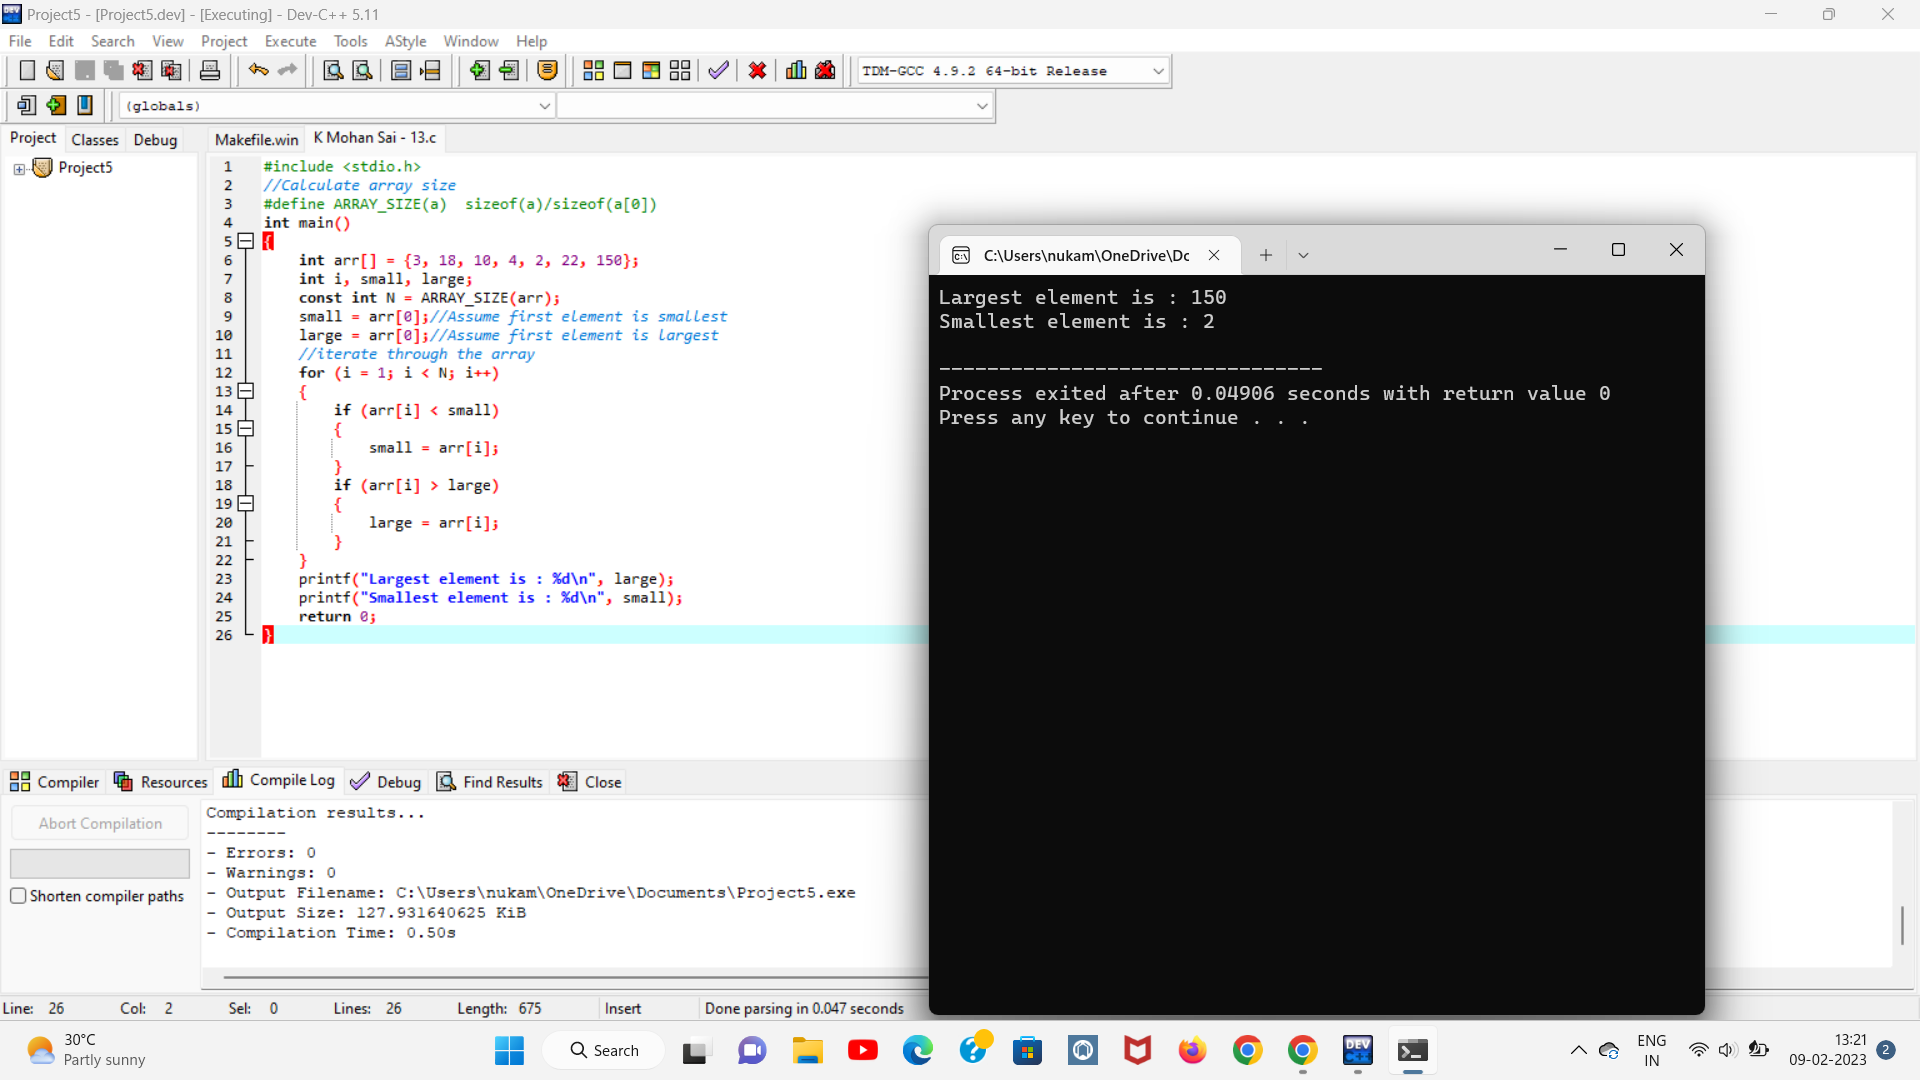 Project5 - [Project5.dev] - [Executing] - Dev-C++ 5.11
File Edit Search View Project Execute Tools AStyle Window Help
TDM-GCC 4.9.2 64-bit Release
(globals)
Project Classes Debug
Makefile.win K Mohan Sai - 13.c
Project5
1 #include <stdio.h>
2 //Calculate array size
3 #define ARRAY_SIZE(a)  sizeof(a)/sizeof(a[0])
4 int main()
5 {
6     int arr[] = {3, 18, 10, 4, 2, 22, 150};
7     int i, small, large;
8     const int N = ARRAY_SIZE(arr);
9     small = arr[0];//Assume first element is smallest
10     large = arr[0];//Assume first element is largest
11     //iterate through the array
12     for (i = 1; i < N; i++)
13     {
14         if (arr[i] < small)
15         {
16             small = arr[i];
17         }
18         if (arr[i] > large)
19         {
20             large = arr[i];
21         }
22     }
23     printf("Largest element is : %d\n", large);
24     printf("Smallest element is : %d\n", small);
25     return 0;
26 }
C:\Users\nukam\OneDrive\Dc
Largest element is : 150
Smallest element is : 2
--------------------------------
Process exited after 0.04906 seconds with return value 0
Press any key to continue . . .
Compiler Resources Compile Log Debug Find Results Close
Abort Compilation
Shorten compiler paths
Compilation results...
--------
- Errors: 0
- Warnings: 0
- Output Filename: C:\Users\nukam\OneDrive\Documents\Project5.exe
- Output Size: 127.931640625 KiB
- Compilation Time: 0.50s
Line: 26 Col: 2 Sel: 0 Lines: 26 Length: 675 Insert Done parsing in 0.047 seconds
30°C
Partly sunny
Search
DEV
C++
ENG
IN
13:21
09-02-2023
2